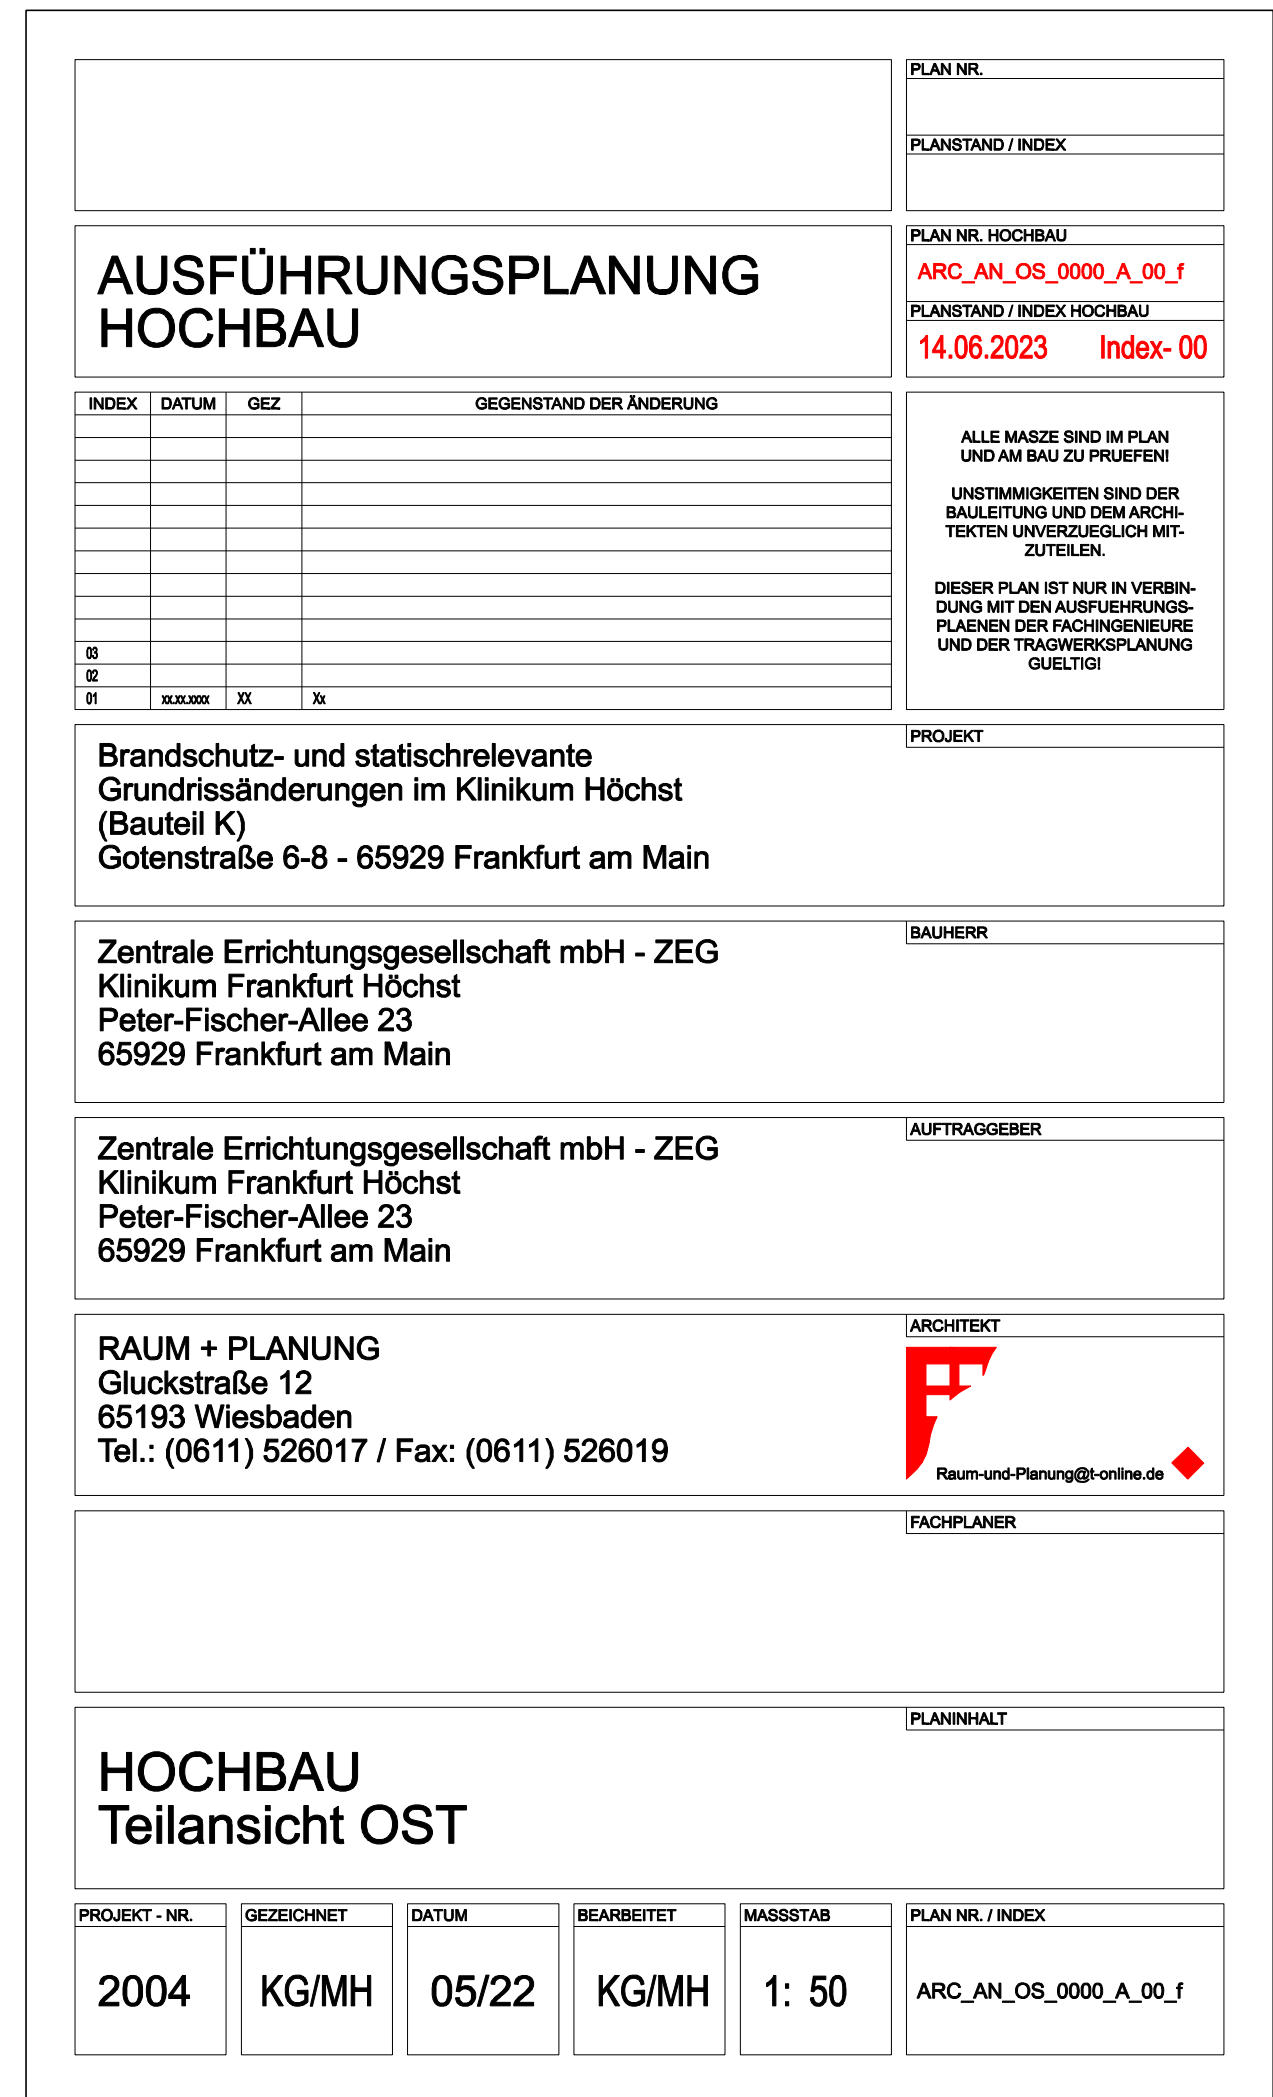 PLAN NR.
PLANSTAND / INDEX
AUSFÜHRUNGSPLANUNG
HOCHBAU
PLAN NR. HOCHBAU
ARC_AN_OS_0000_A_00_f
PLANSTAND / INDEX HOCHBAU
14.06.2023 Index- 00
INDEX DATUM GEZ GEGENSTAND DER ÄNDERUNG
03
02
01 xx.xx.xxxx XX Xx
ALLE MASZE SIND IM PLAN
UND AM BAU ZU PRUEFEN!
UNSTIMMIGKEITEN SIND DER
BAULEITUNG UND DEM ARCHI-
TEKTEN UNVERZUEGLICH MIT-
ZUTEILEN.
DIESER PLAN IST NUR IN VERBIN-
DUNG MIT DEN AUSFUEHRUNGS-
PLAENEN DER FACHINGENIEURE
UND DER TRAGWERKSPLANUNG
GUELTIG!
PROJEKT
Brandschutz- und statischrelevante
Grundrissänderungen im Klinikum Höchst
(Bauteil K)
Gotenstraße 6-8 - 65929 Frankfurt am Main
BAUHERR
Zentrale Errichtungsgesellschaft mbH - ZEG
Klinikum Frankfurt Höchst
Peter-Fischer-Allee 23
65929 Frankfurt am Main
AUFTRAGGEBER
Zentrale Errichtungsgesellschaft mbH - ZEG
Klinikum Frankfurt Höchst
Peter-Fischer-Allee 23
65929 Frankfurt am Main
ARCHITEKT
RAUM + PLANUNG
Gluckstraße 12
65193 Wiesbaden
Tel.: (0611) 526017 / Fax: (0611) 526019
Raum-und-Planung@t-online.de
FACHPLANER
PLANINHALT
HOCHBAU
Teilansicht OST
PROJEKT - NR. GEZEICHNET DATUM BEARBEITET MASSSTAB PLAN NR. / INDEX
2004 KG/MH 05/22 KG/MH 1: 50 ARC_AN_OS_0000_A_00_f